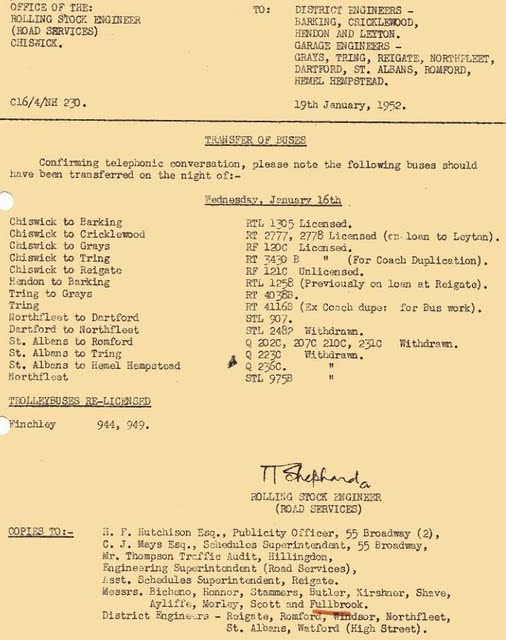 OFFICE OF THE:
ROLLING STOCK ENGINEER
(ROAD SERVICES)
CHISWICK.
TO: DISTRICT ENGINEERS -
BARKING, CRICKLEWOOD,
HENDON AND LEYTON.
GARAGE ENGINEERS -
GRAYS, TRING, REIGATE, NORTHFLEET,
DARTFORD, ST. ALBANS, ROMFORD,
HEMEL HEMPSTEAD.
C16/4/NH 230. 19th January, 1952.
TRANSFER OF BUSES
Confirming telephonic conversation, please note the following buses should
have been transferred on the night of:-
Wednesday, January 16th
Chiswick to Barking RTL 1305 Licensed.
Chiswick to Cricklewood RT 2777, 2778 Licensed (on loan to Leyton).
Chiswick to Grays RF 120C Licensed.
Chiswick to Tring RT 3430 B " (For Coach Duplication).
Chiswick to Reigate RF 121C Unlicensed.
Hendon to Barking RTL 1258 (Previously on loan at Reigate).
Tring to Grays RT 4038B.
Tring RT 4116B (Ex Coach dupe: for Bus work).
Northfleet to Dartford STL 907.
Dartford to Northfleet STL 2482 Withdrawn.
St. Albans to Romford Q 202C, 207C 210C, 231C Withdrawn.
St. Albans to Tring Q 223C Withdrawn.
St. Albans to Hemel Hempstead Q 236C. "
Northfleet STL 975B "
TROLLEYBUSES RE-LICENSED
Finchley 944, 949.
ROLLING STOCK ENGINEER
(ROAD SERVICES)
COPIES TO:- H. F. Hutchison Esq., Publicity Officer, 55 Broadway (2),
C. J. Mays Esq., Schedules Superintendent, 55 Broadway,
Mr. Thompson Traffic Audit, Hillingdon,
Engineering Superintendent (Road Services),
Asst. Schedules Superintendent, Reigate.
Messrs. Bicheno, Honnor, Stammers, Butler, Kirshner, Shave,
Ayliffe, Morley, Scott and Fullbrook.
District Engineers - Reigate, Romford, Windsor, Northfleet,
St. Albans, Watford (High Street).